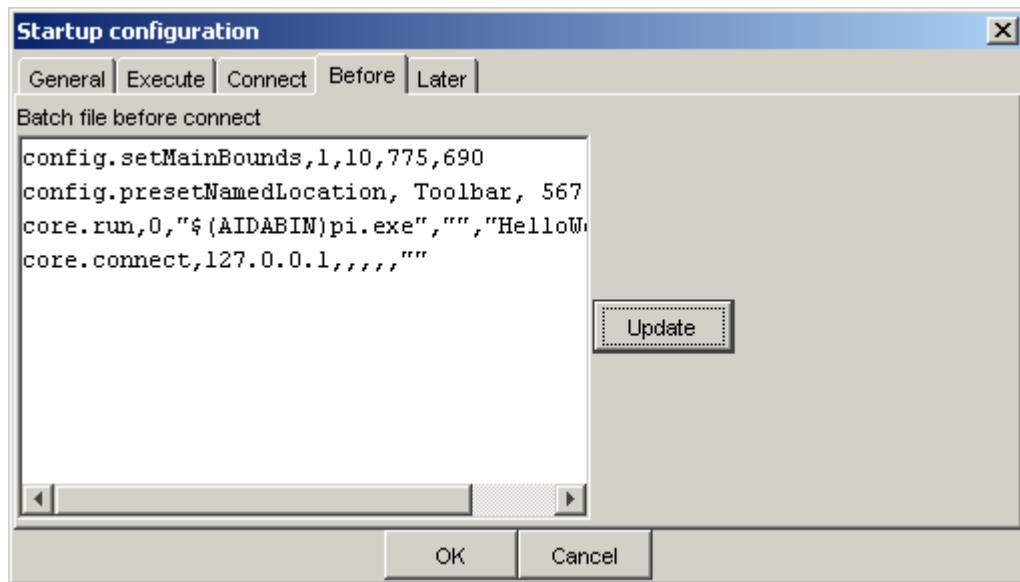 Startup configuration
General Execute Connect Before Later
Batch file before connect
config.setMainBounds,1,10,775,690
config.presetNamedLocation, Toolbar, 567
core.run,0,"$(AIDABIN)pi.exe","","HelloW
core.connect,127.0.0.1,,,,,""
Update
OK Cancel